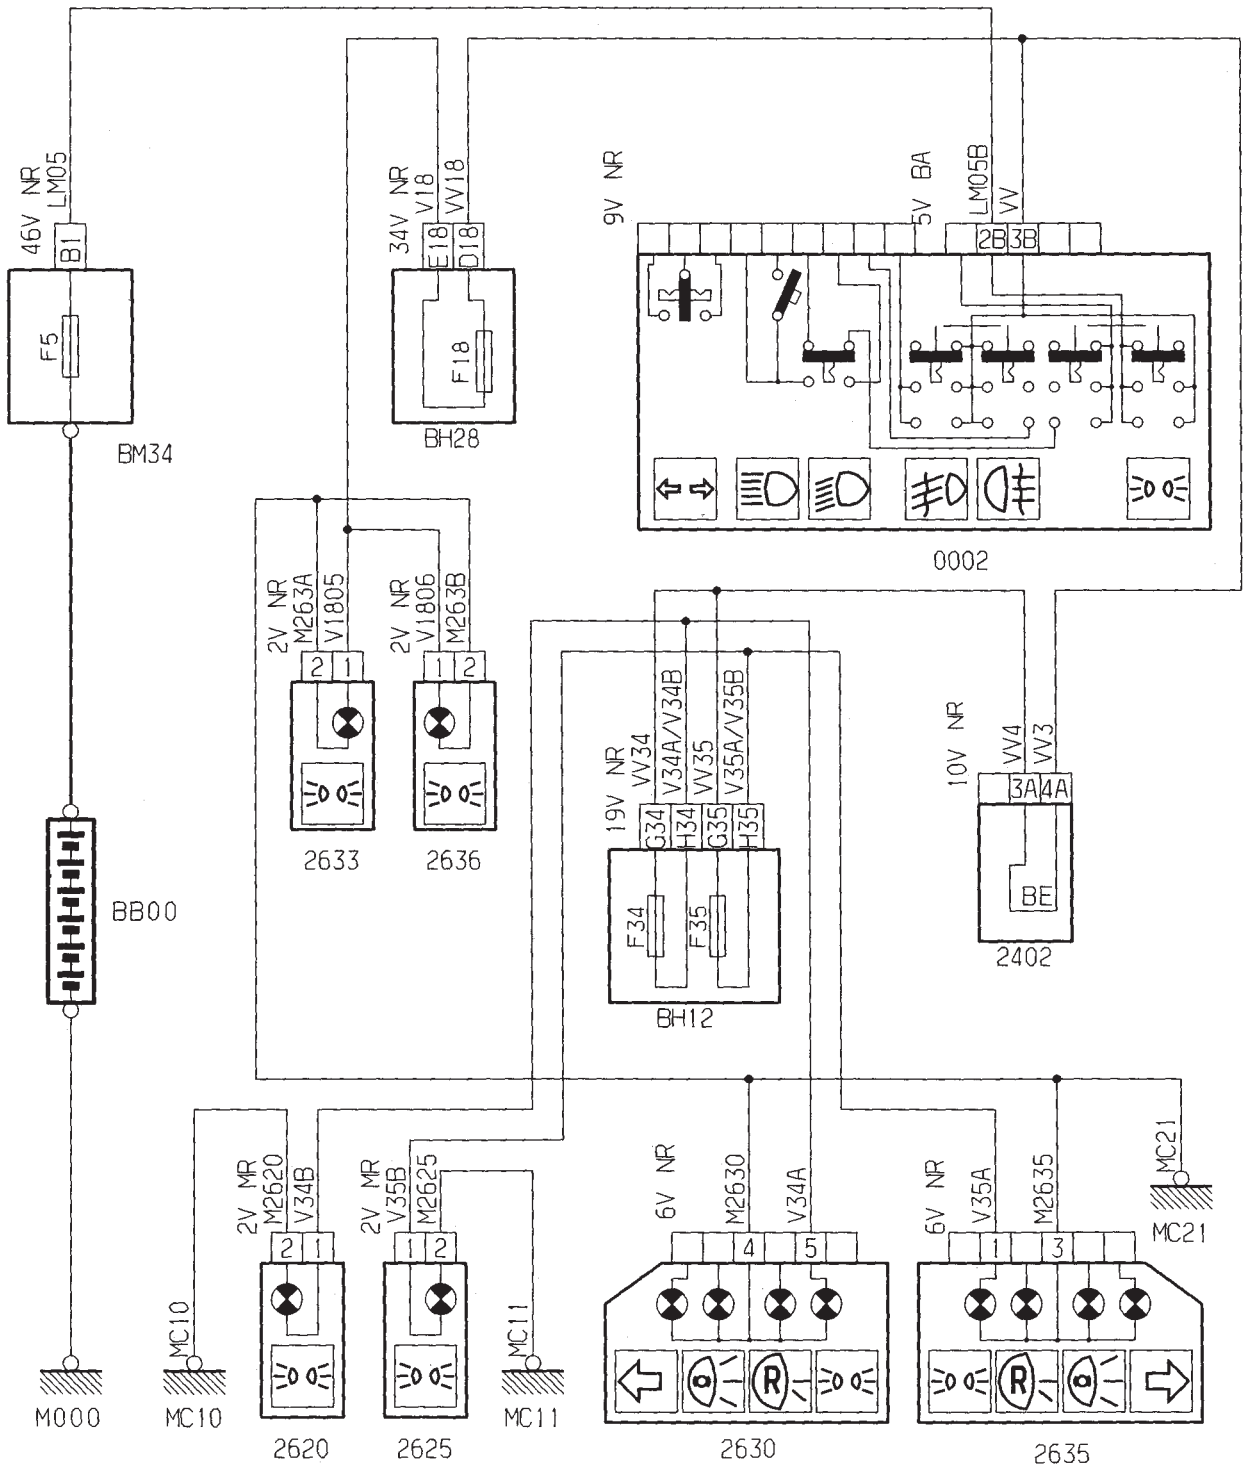 46V NR
LM05
B1
F5
BM34
34V NR
V18
VV18
E18
D18
F18
BH28
9V NR
5V BA
LM05B
VV
2B
3B
0002
2V NR
M263A
V1805
2
1
2633
2V NR
V1806
M263B
1
2
2636
19V NR
VV34
V34A/V34B
VV35
V35A/V35B
G34
H34
G35
H35
F34
F35
BH12
10V NR
VV4
VV3
3A
4A
BE
2402
BB00
M000
MC10
MC10
2V MR
M2620
V34B
2
1
2620
2V MR
V35B
M2625
1
2
2625
MC11
MC11
6V NR
M2630
V34A
4
5
R
2630
6V NR
V35A
M2635
1
3
R
2635
MC21
MC21